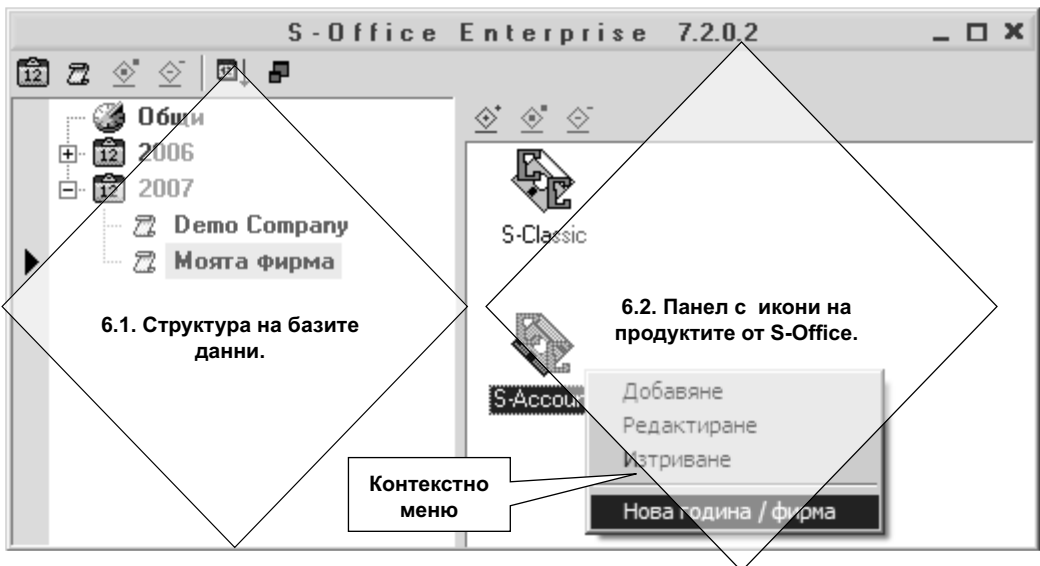 S-Office Enterprise 7.2.0.2
Общи
2006
2007
Demo Company
Моята фирма
6.1. Структура на базите
данни.
S-Classic
6.2. Панел с икони на
продуктите от S-Office.
S-Accour
Добавяне
Редактиране
Изтриване
Нова година / фирма
Контекстно
меню